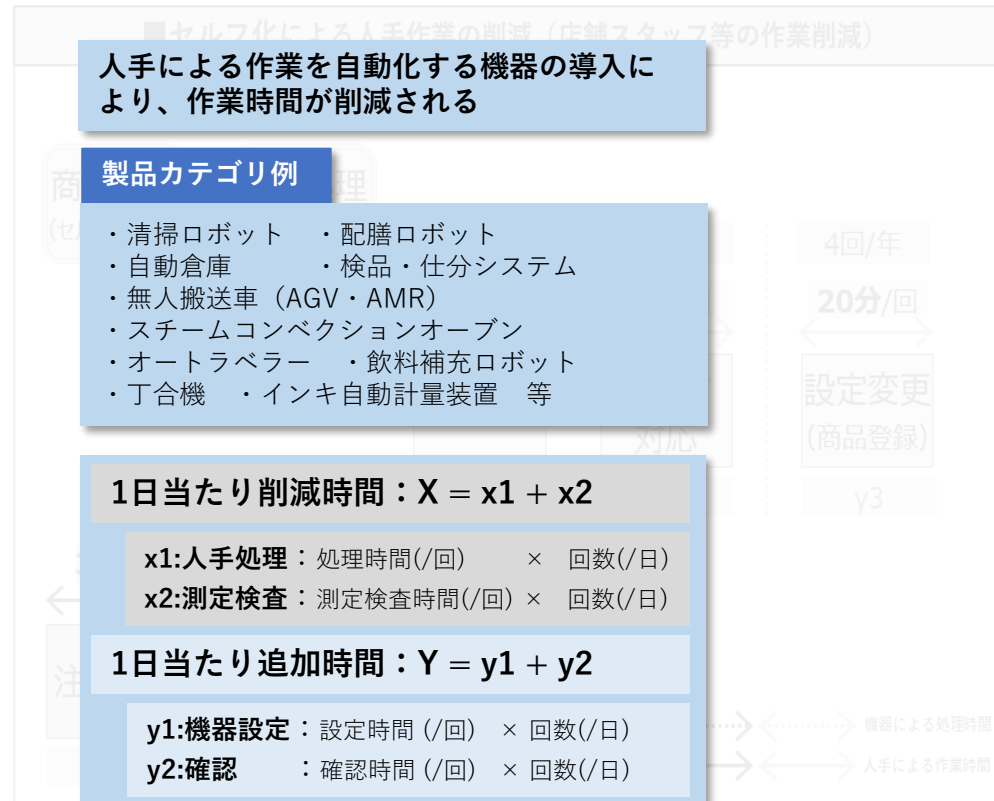 ■セルフ化による人手作業の削減（店舗スタッフ等の作業削減）
人手による作業を自動化する機器の導入に
より、作業時間が削減される
製品カテゴリ例
・清掃ロボット ・配膳ロボット
・自動倉庫 ・検品・仕分システム
・無人搬送車（AGV・AMR）
・スチームコンベクションオーブン
・オートラベラー ・飲料補充ロボット
・丁合機 ・インキ自動計量装置 等
1日当たり削減時間：X = x1 + x2
x1:人手処理：処理時間(/回) × 回数(/日)
x2:測定検査：測定検査時間(/回) × 回数(/日)
1日当たり追加時間：Y = y1 + y2
y1:機器設定：設定時間 (/回) × 回数(/日)
y2:確認 ：確認時間 (/回) × 回数(/日)
商
理
(セ
4回/年
20分/回
設定変更
(商品登録)
対応
y3
注
機器による処理時間
人手による作業時間